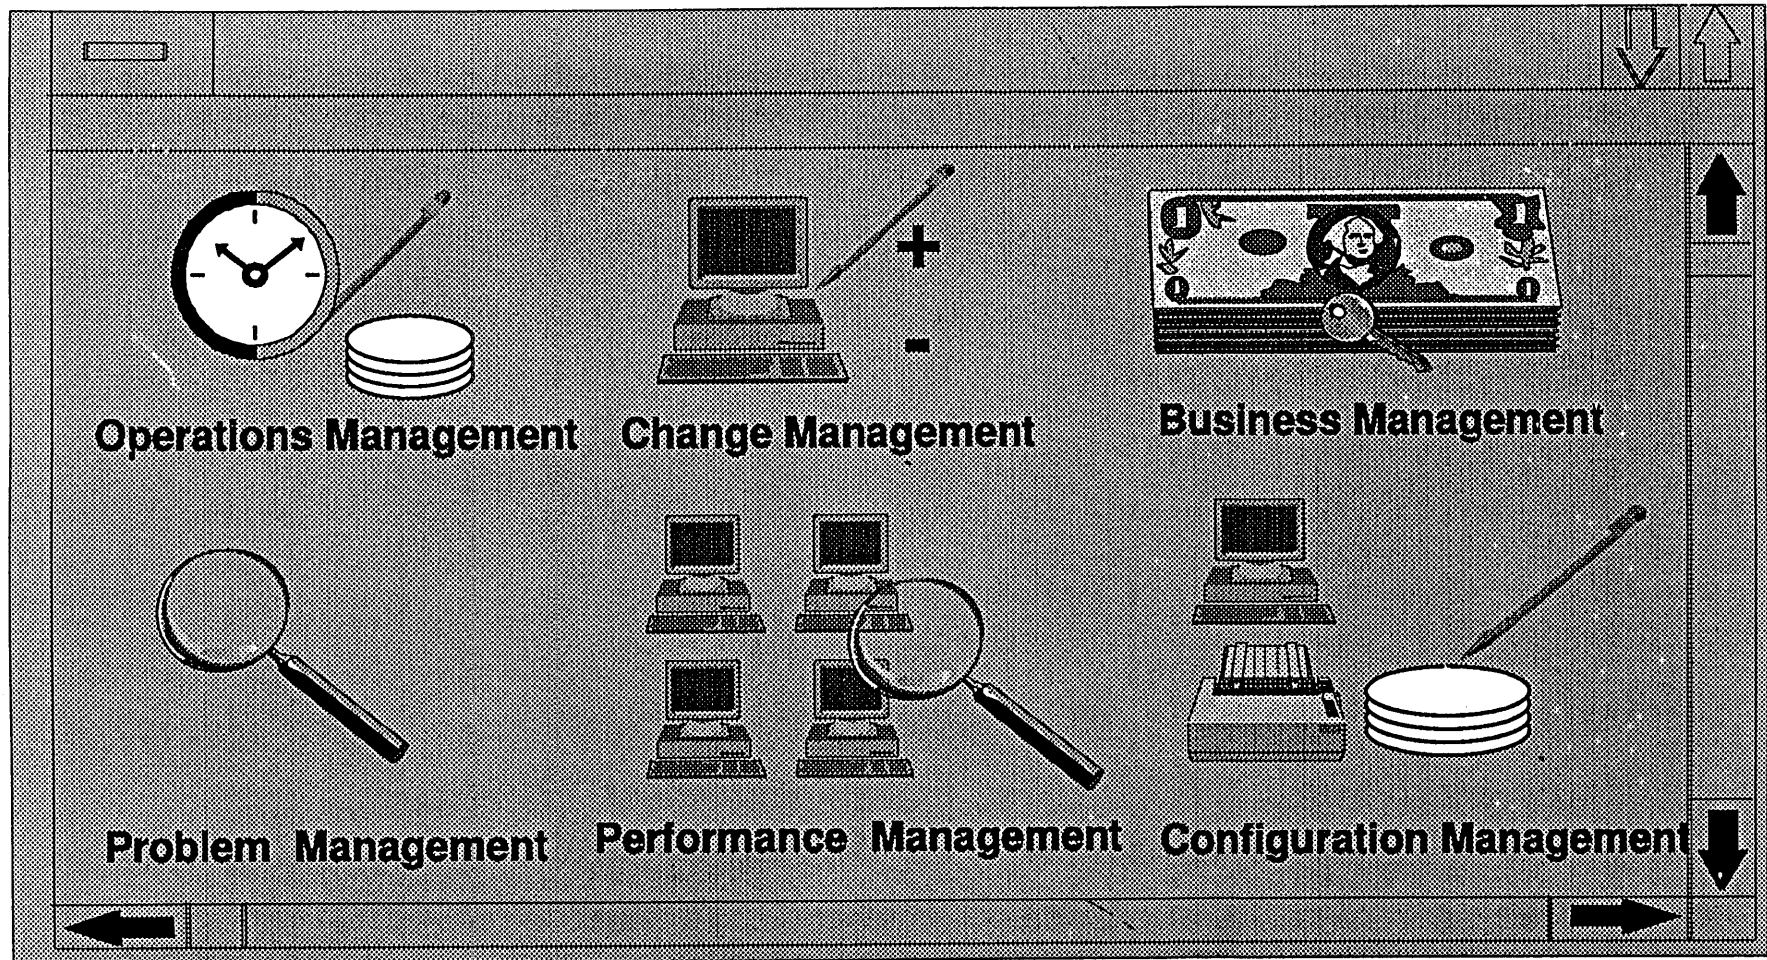 Operations Management
Change Management
Business Management
Problem Management
Performance Management
Configuration Management